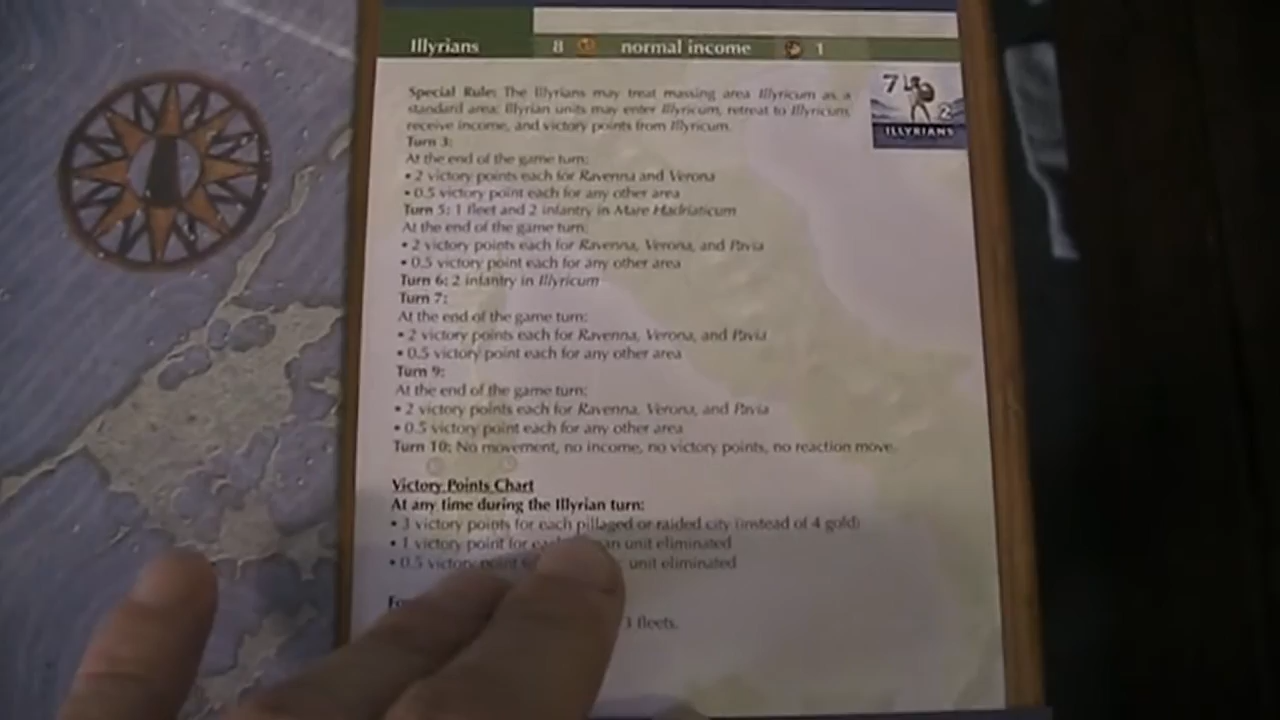 Illyrians 8 normal income 1
7
2
ILLYRIANS
Special Rule: The Illyrians may treat massing area Illyricum as a
standard area: Illyrian units may enter Illyricum, retreat to Illyricum,
receive income, and victory points from Illyricum.
Turn 3:
At the end of the game turn:
• 2 victory points each for Ravenna and Verona
• 0.5 victory point each for any other area
Turn 5: 1 fleet and 2 infantry in Mare Hadriaticum
At the end of the game turn:
• 2 victory points each for Ravenna, Verona, and Pavia
• 0.5 victory point each for any other area
Turn 6: 2 infantry in Illyricum
Turn 7:
At the end of the game turn:
• 2 victory points each for Ravenna, Verona, and Pavia
• 0.5 victory point each for any other area
Turn 9:
At the end of the game turn:
• 2 victory points each for Ravenna, Verona, and Pavia
• 0.5 victory point each for any other area
Turn 10: No movement, no income, no victory points, no reaction move.
Victory Points Chart
At any time during the Illyrian turn:
• 3 victory points for each pillaged or raided city (instead of 4 gold)
• 1 victory point for unit eliminated
• 0.5 victory point unit eliminated
3 fleets.